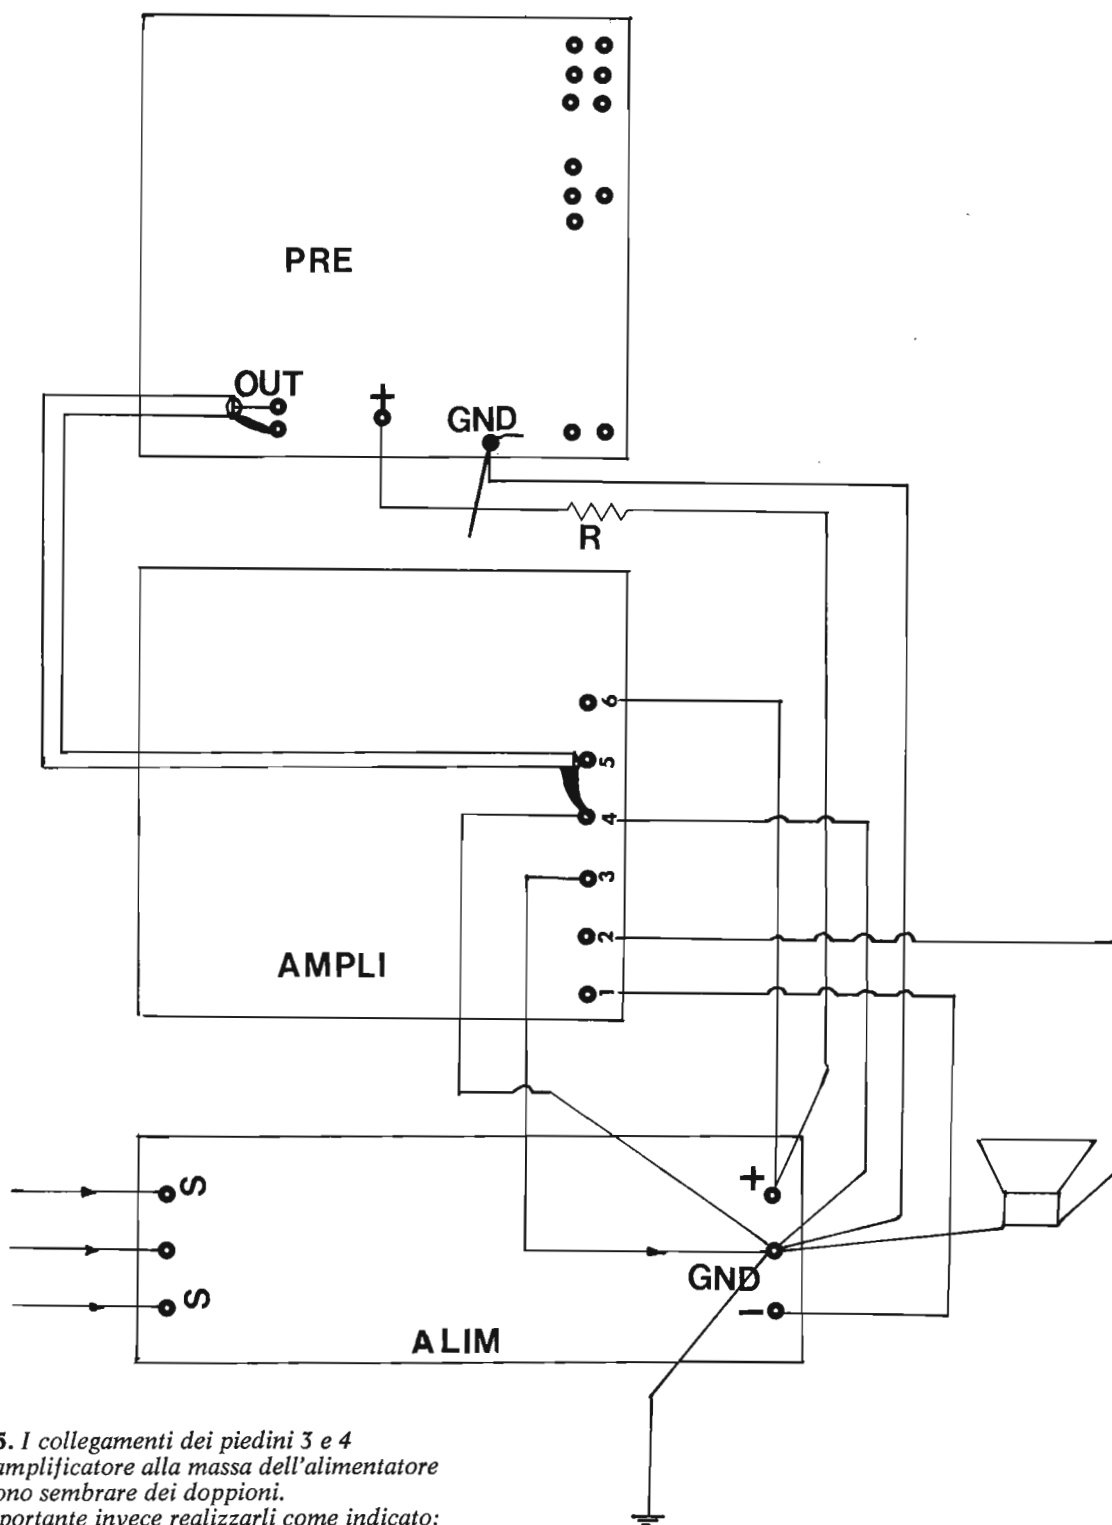 PRE
OUT
+
GND
R
6
5
4
3
2
1
AMPLI
S
+
GND
S
−
ALIM
5. I collegamenti dei piedini 3 e 4
amplificatore alla massa dell'alimentatore
ono sembrare dei doppioni.
portante invece realizzarli come indicato: